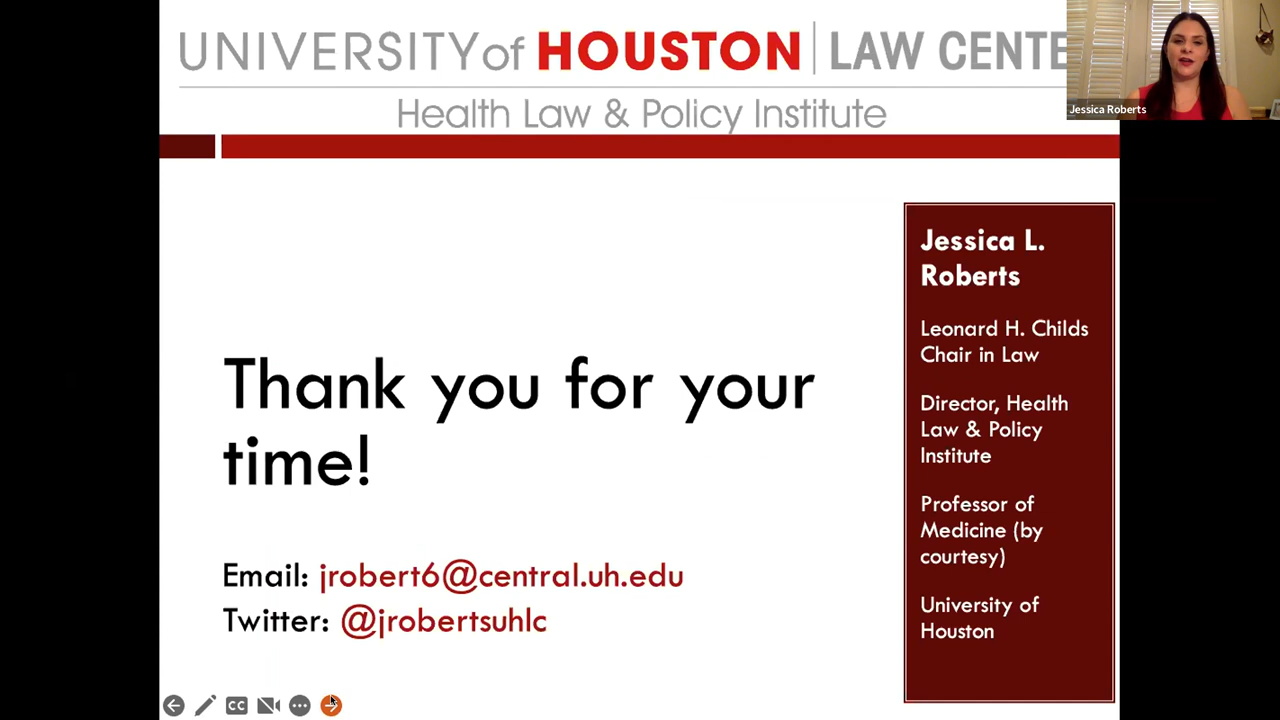 UNIVERSITY of HOUSTON LAW CENTE
Health Law & Policy Institute
Jessica Roberts
Jessica L.
Roberts
Leonard H. Childs
Chair in Law
Director, Health
Law & Policy
Institute
Professor of
Medicine (by
courtesy)
University of
Houston
Thank you for your
time!
Email: jrobert6@central.uh.edu
Twitter: @jrobertsuhlc
CC